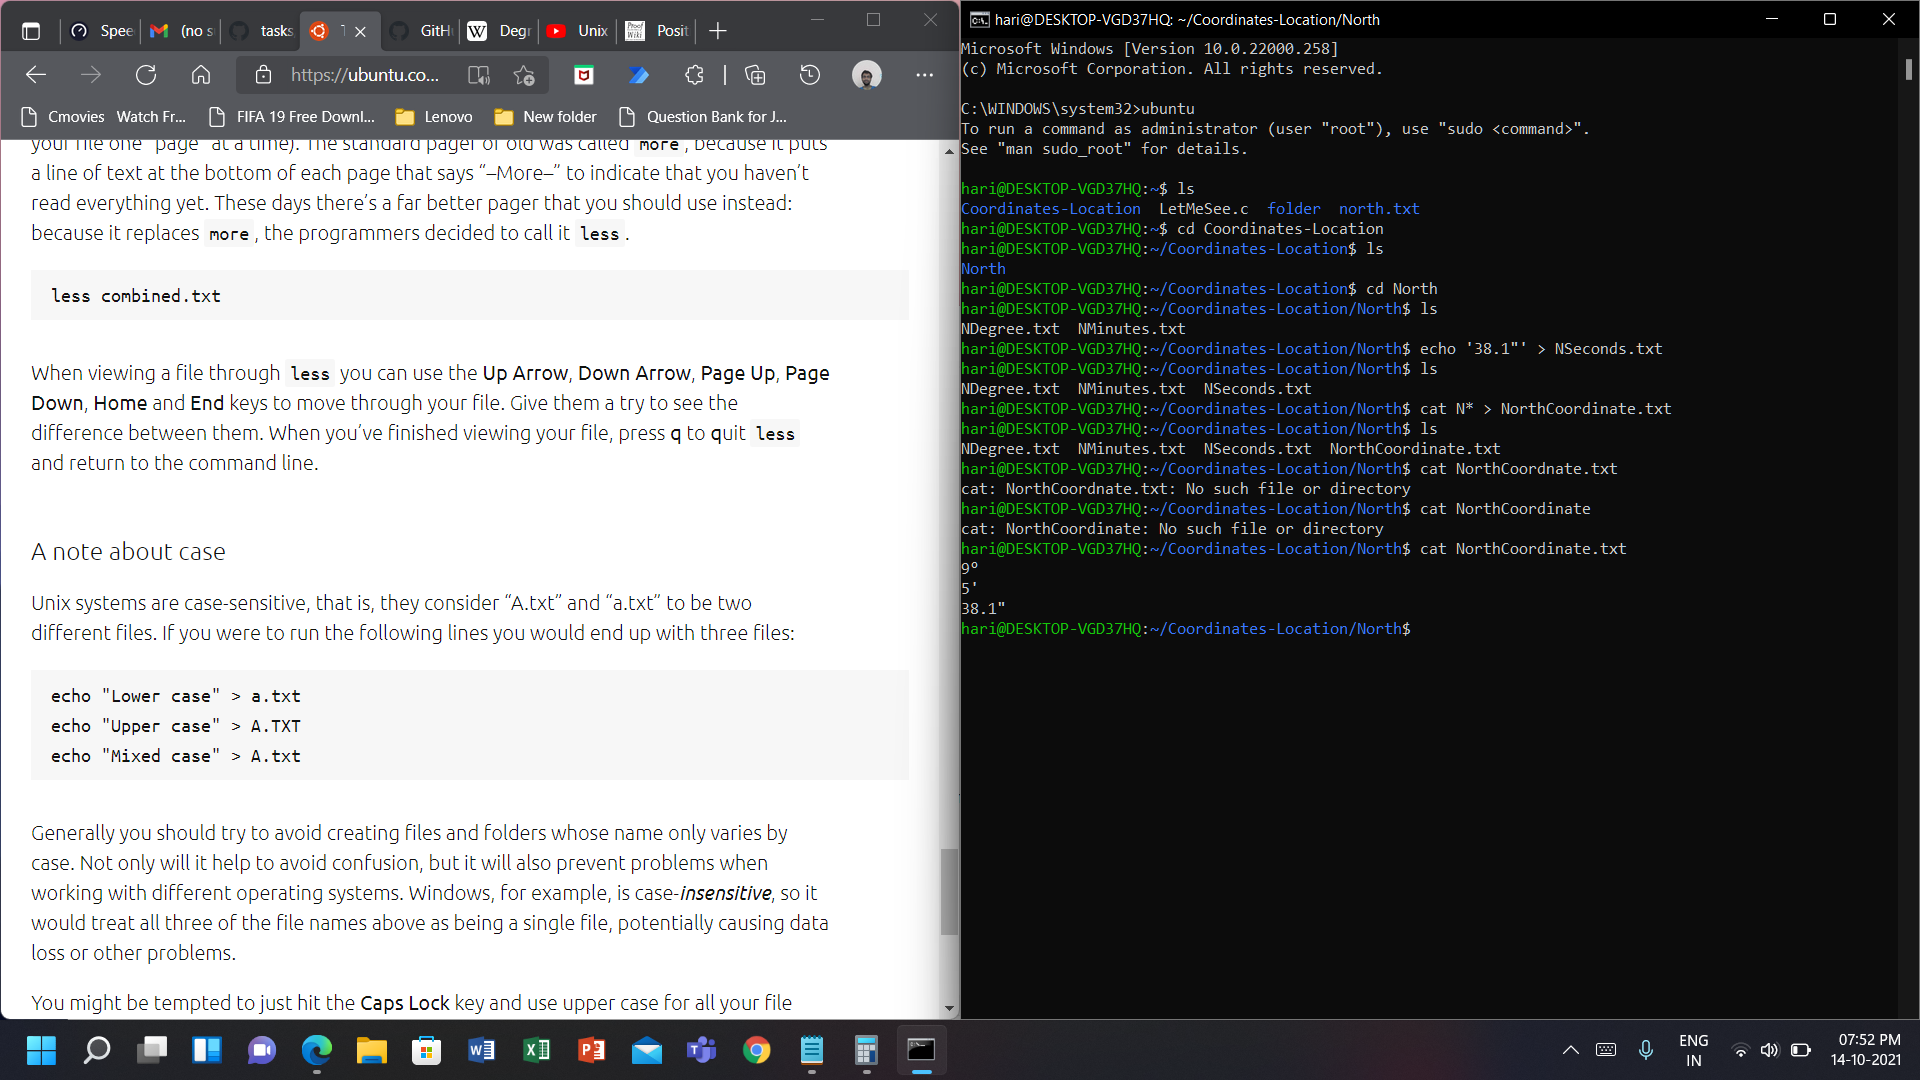 Spee
(no s
tasks
T
GitH
Degr
Unix
Posit
https://ubuntu.co...
Cmovies Watch Fr...
FIFA 19 Free Downl...
Lenovo
New folder
Question Bank for J...
your file one “page” at a time). The standard pager of old was called more, because it puts
a line of text at the bottom of each page that says “–More–” to indicate that you haven’t
read everything yet. These days there’s a far better pager that you should use instead:
because it replaces more, the programmers decided to call it less.
less combined.txt
When viewing a file through less you can use the Up Arrow, Down Arrow, Page Up, Page
Down, Home and End keys to move through your file. Give them a try to see the
difference between them. When you’ve finished viewing your file, press q to quit less
and return to the command line.
A note about case
Unix systems are case-sensitive, that is, they consider “A.txt” and “a.txt” to be two
different files. If you were to run the following lines you would end up with three files:
echo "Lower case" > a.txt
echo "Upper case" > A.TXT
echo "Mixed case" > A.txt
Generally you should try to avoid creating files and folders whose name only varies by
case. Not only will it help to avoid confusion, but it will also prevent problems when
working with different operating systems. Windows, for example, is case-insensitive, so it
would treat all three of the file names above as being a single file, potentially causing data
loss or other problems.
You might be tempted to just hit the Caps Lock key and use upper case for all your file
hari@DESKTOP-VGD37HQ: ~/Coordinates-Location/North
Microsoft Windows [Version 10.0.22000.258]
(c) Microsoft Corporation. All rights reserved.
C:\WINDOWS\system32>ubuntu
To run a command as administrator (user "root"), use "sudo <command>".
See "man sudo_root" for details.
hari@DESKTOP-VGD37HQ:~$ ls
Coordinates-Location LetMeSee.c folder north.txt
hari@DESKTOP-VGD37HQ:~$ cd Coordinates-Location
hari@DESKTOP-VGD37HQ:~/Coordinates-Location$ ls
North
hari@DESKTOP-VGD37HQ:~/Coordinates-Location$ cd North
hari@DESKTOP-VGD37HQ:~/Coordinates-Location/North$ ls
NDegree.txt NMinutes.txt
hari@DESKTOP-VGD37HQ:~/Coordinates-Location/North$ echo '38.1"' > NSeconds.txt
hari@DESKTOP-VGD37HQ:~/Coordinates-Location/North$ ls
NDegree.txt NMinutes.txt NSeconds.txt
hari@DESKTOP-VGD37HQ:~/Coordinates-Location/North$ cat N* > NorthCoordinate.txt
hari@DESKTOP-VGD37HQ:~/Coordinates-Location/North$ ls
NDegree.txt NMinutes.txt NSeconds.txt NorthCoordinate.txt
hari@DESKTOP-VGD37HQ:~/Coordinates-Location/North$ cat NorthCoordnate.txt
cat: NorthCoordnate.txt: No such file or directory
hari@DESKTOP-VGD37HQ:~/Coordinates-Location/North$ cat NorthCoordinate
cat: NorthCoordinate: No such file or directory
hari@DESKTOP-VGD37HQ:~/Coordinates-Location/North$ cat NorthCoordinate.txt
9°
5'
38.1"
hari@DESKTOP-VGD37HQ:~/Coordinates-Location/North$
ENG
IN
07:52 PM
14-10-2021